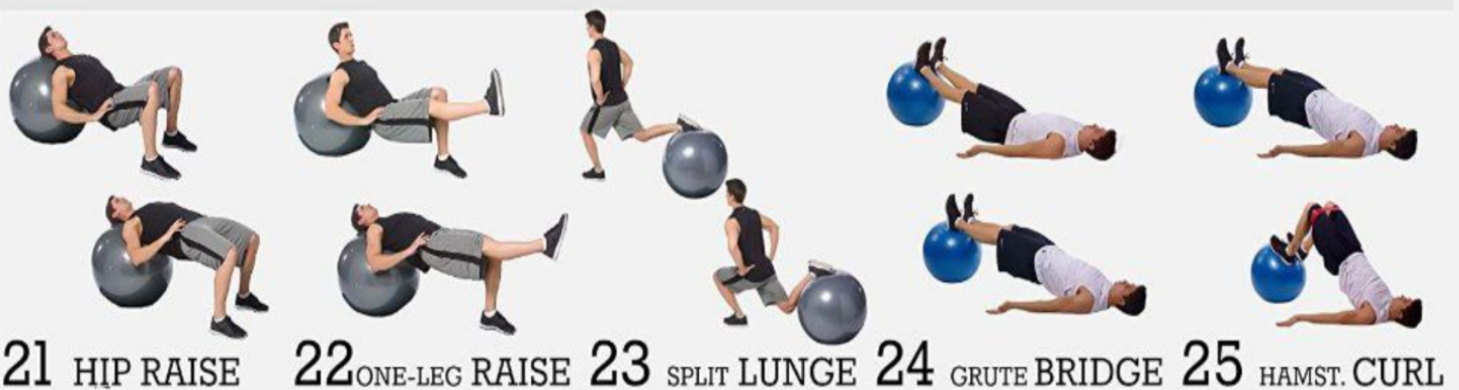 21 HIP RAISE
22 ONE-LEG RAISE
23 SPLIT LUNGE
24 GRUTE BRIDGE
25 HAMST. CURL